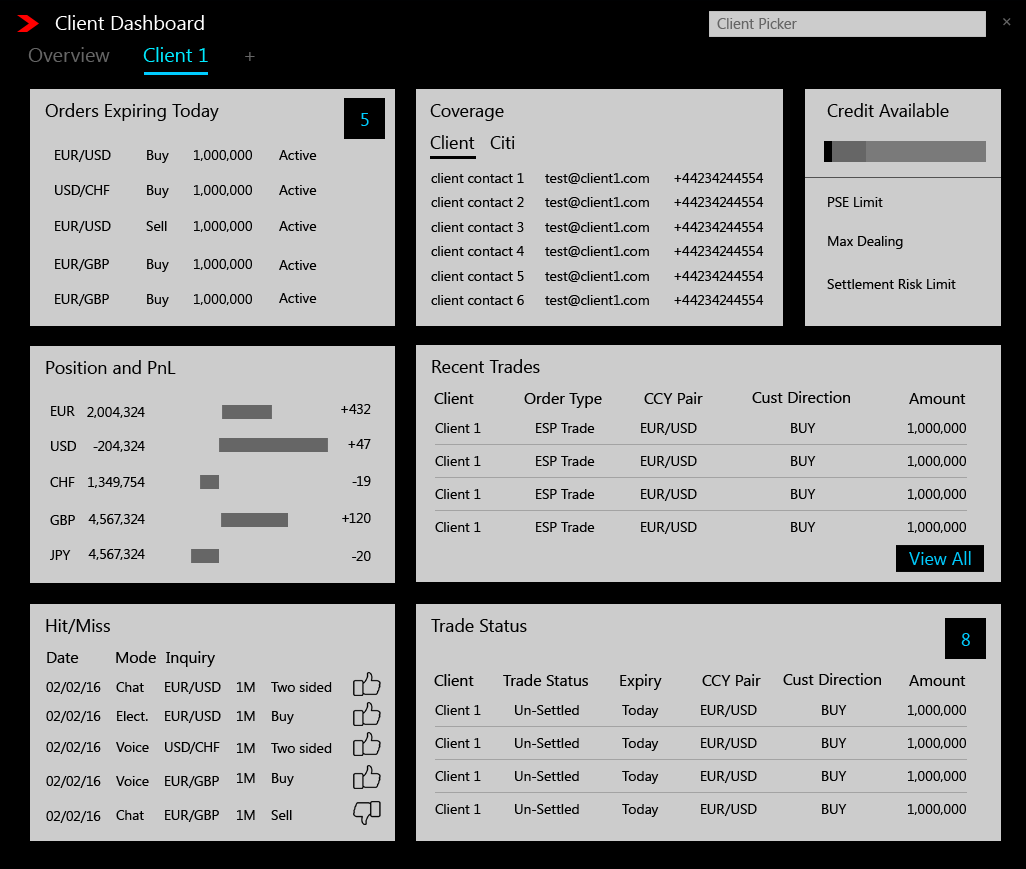 Client Dashboard
Client Picker ×
Overview Client 1 +
Orders Expiring Today 5
EUR/USD Buy 1,000,000 Active
USD/CHF Buy 1,000,000 Active
EUR/USD Sell 1,000,000 Active
EUR/GBP Buy 1,000,000 Active
EUR/GBP Buy 1,000,000 Active
Coverage
Client Citi
client contact 1 test@client1.com +44234244554
client contact 2 test@client1.com +44234244554
client contact 3 test@client1.com +44234244554
client contact 4 test@client1.com +44234244554
client contact 5 test@client1.com +44234244554
client contact 6 test@client1.com +44234244554
Credit Available
PSE Limit
Max Dealing
Settlement Risk Limit
Position and PnL
EUR 2,004,324 +432
USD -204,324 +47
CHF 1,349,754 -19
GBP 4,567,324 +120
JPY 4,567,324 -20
Recent Trades
Client Order Type CCY Pair Cust Direction Amount
Client 1 ESP Trade EUR/USD BUY 1,000,000
Client 1 ESP Trade EUR/USD BUY 1,000,000
Client 1 ESP Trade EUR/USD BUY 1,000,000
Client 1 ESP Trade EUR/USD BUY 1,000,000
View All
Hit/Miss
Date Mode Inquiry
02/02/16 Chat EUR/USD 1M Two sided
02/02/16 Elect. EUR/USD 1M Buy
02/02/16 Voice USD/CHF 1M Two sided
02/02/16 Voice EUR/GBP 1M Buy
02/02/16 Chat EUR/GBP 1M Sell
Trade Status 8
Client Trade Status Expiry CCY Pair Cust Direction Amount
Client 1 Un-Settled Today EUR/USD BUY 1,000,000
Client 1 Un-Settled Today EUR/USD BUY 1,000,000
Client 1 Un-Settled Today EUR/USD BUY 1,000,000
Client 1 Un-Settled Today EUR/USD BUY 1,000,000